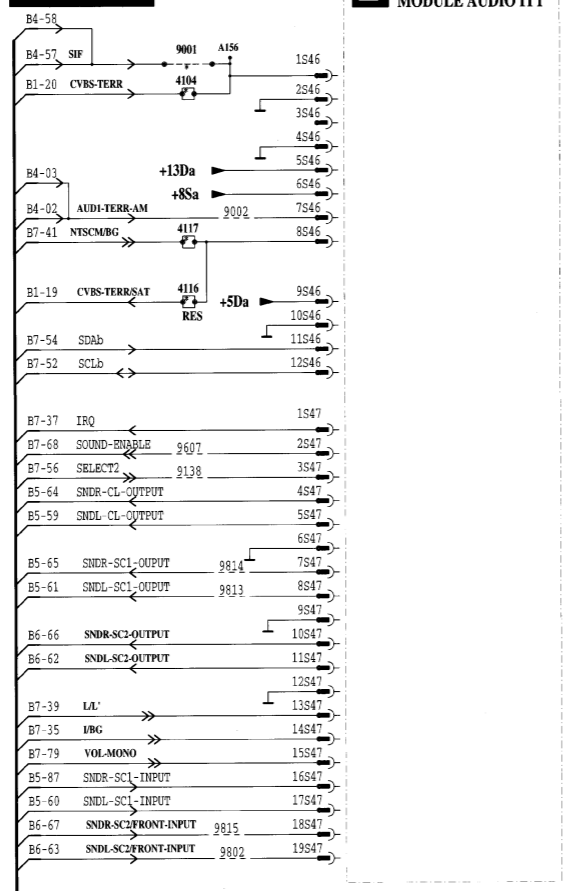 MODULE AUDIO ITT
B4-58
9001 A156
B4-57 SIF 1S46
B1-20 CVBS-TERR 4104 2S46
3S46
4S46
+13Da 5S46
B4-03 +8Sa 6S46
B4-02 AUD1-TERR-AM 9002 7S46
B7-41 NTSCM/BG 4117 8S46
B1-19 CVBS-TERR/SAT 4116 +5Da 9S46
RES 10S46
B7-54 SDAb 11S46
B7-52 SCLb 12S46
B7-37 IRQ 1S47
B7-68 SOUND-ENABLE 9607 2S47
B7-56 SELECT2 9138 3S47
B5-64 SNDR-CL-OUTPUT 4S47
B5-59 SNDL-CL-OUTPUT 5S47
6S47
B5-65 SNDR-SC1-OUPUT 9814 7S47
B5-61 SNDL-SC1-OUPUT 9813 8S47
9S47
B6-66 SNDR-SC2-OUTPUT 10S47
B6-62 SNDL-SC2-OUTPUT 11S47
12S47
B7-39 L/L' 13S47
B7-35 I/BG 14S47
B7-79 VOL-MONO 15S47
B5-87 SNDR-SC1-INPUT 16S47
B5-60 SNDL-SC1-INPUT 17S47
B6-67 SNDR-SC2/FRONT-INPUT 9815 18S47
B6-63 SNDL-SC2/FRONT-INPUT 9802 19S47